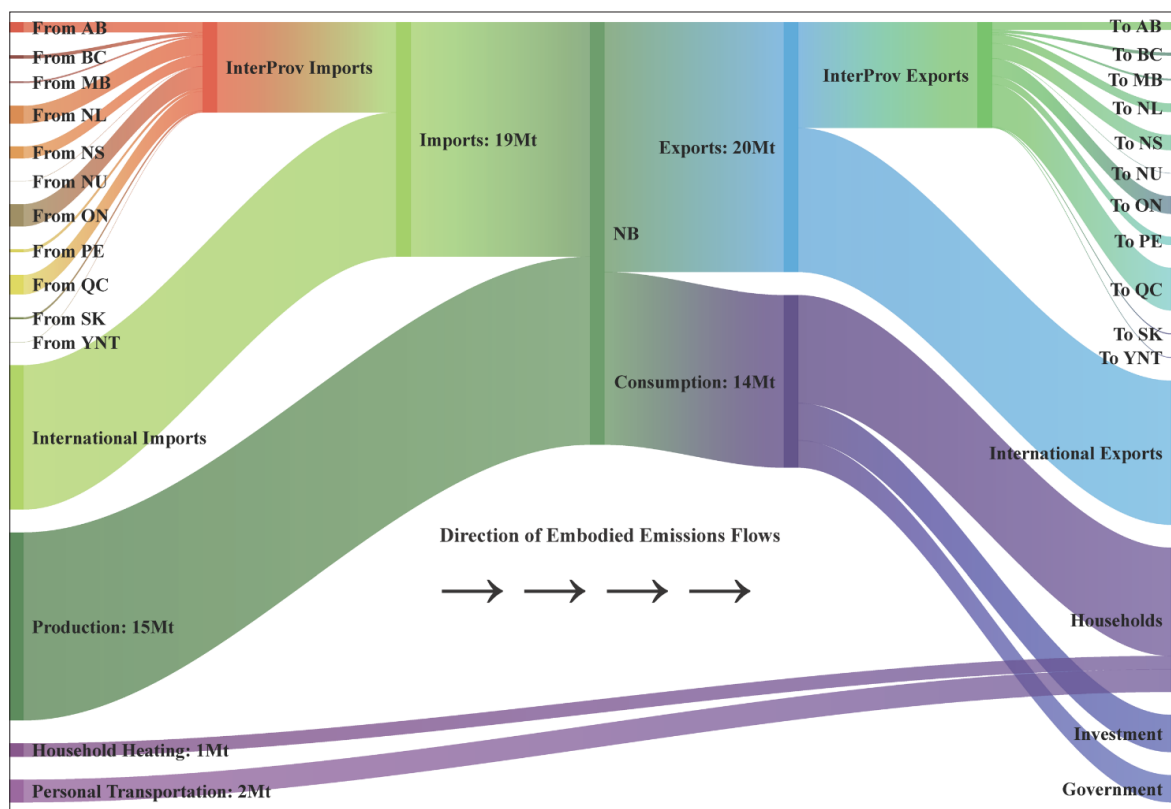 From AB
From BC
From MB
From NL
From NS
From NU
From ON
From PE
From QC
From SK
From YNT
International Imports
Production: 15Mt
Household Heating: 1Mt
Personal Transportation: 2Mt
InterProv Imports
Imports: 19Mt
NB
Exports: 20Mt
Consumption: 14Mt
Direction of Embodied Emissions Flows
InterProv Exports
To AB
To BC
To MB
To NL
To NS
To NU
To ON
To PE
To QC
To SK
To YNT
International Exports
Households
Investment
Government